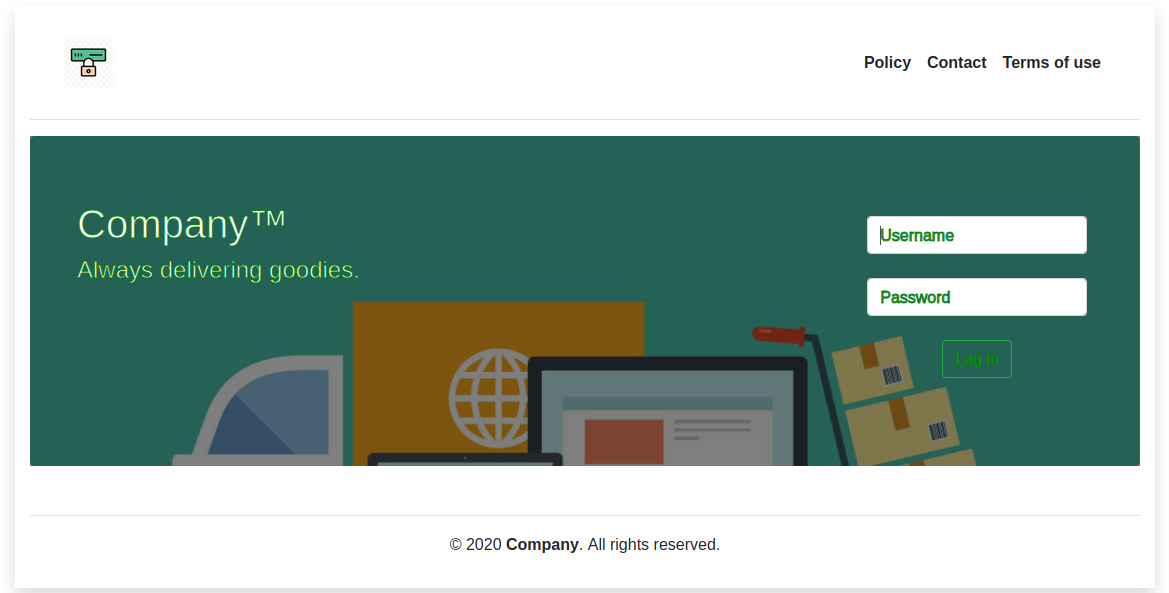 Policy Contact Terms of use
Company™
Always delivering goodies.
Username
Password
Log in
© 2020 Company. All rights reserved.